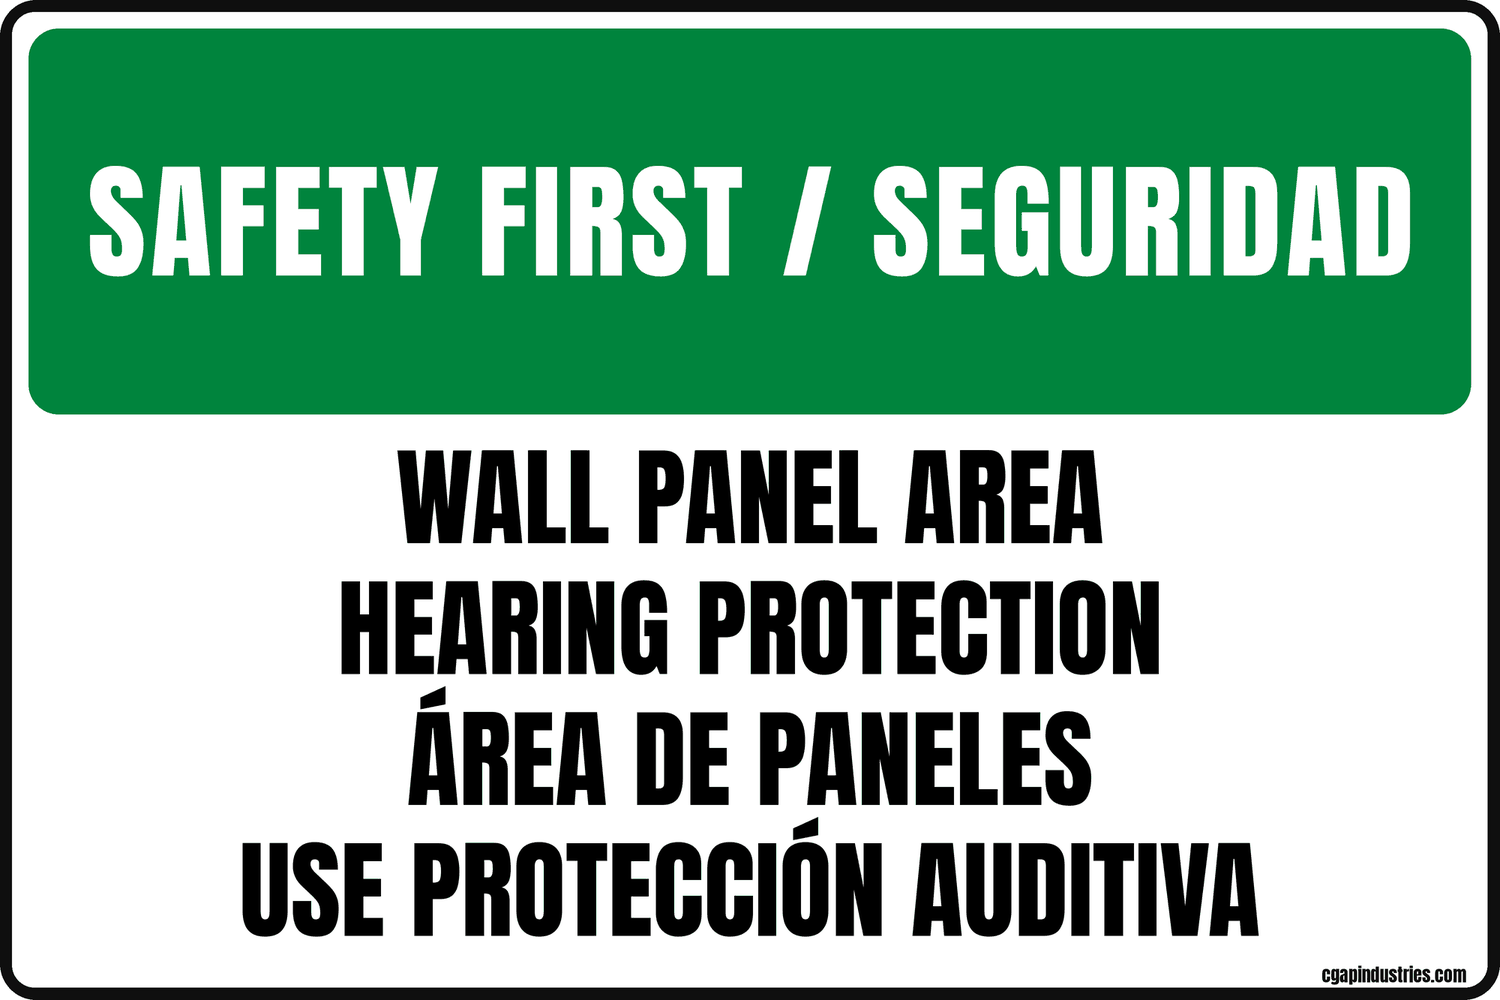 SAFETY FIRST / SEGURIDAD
WALL PANEL AREA
HEARING PROTECTION
ÁREA DE PANELES
USE PROTECCIÓN AUDITIVA
cgapindustries.com